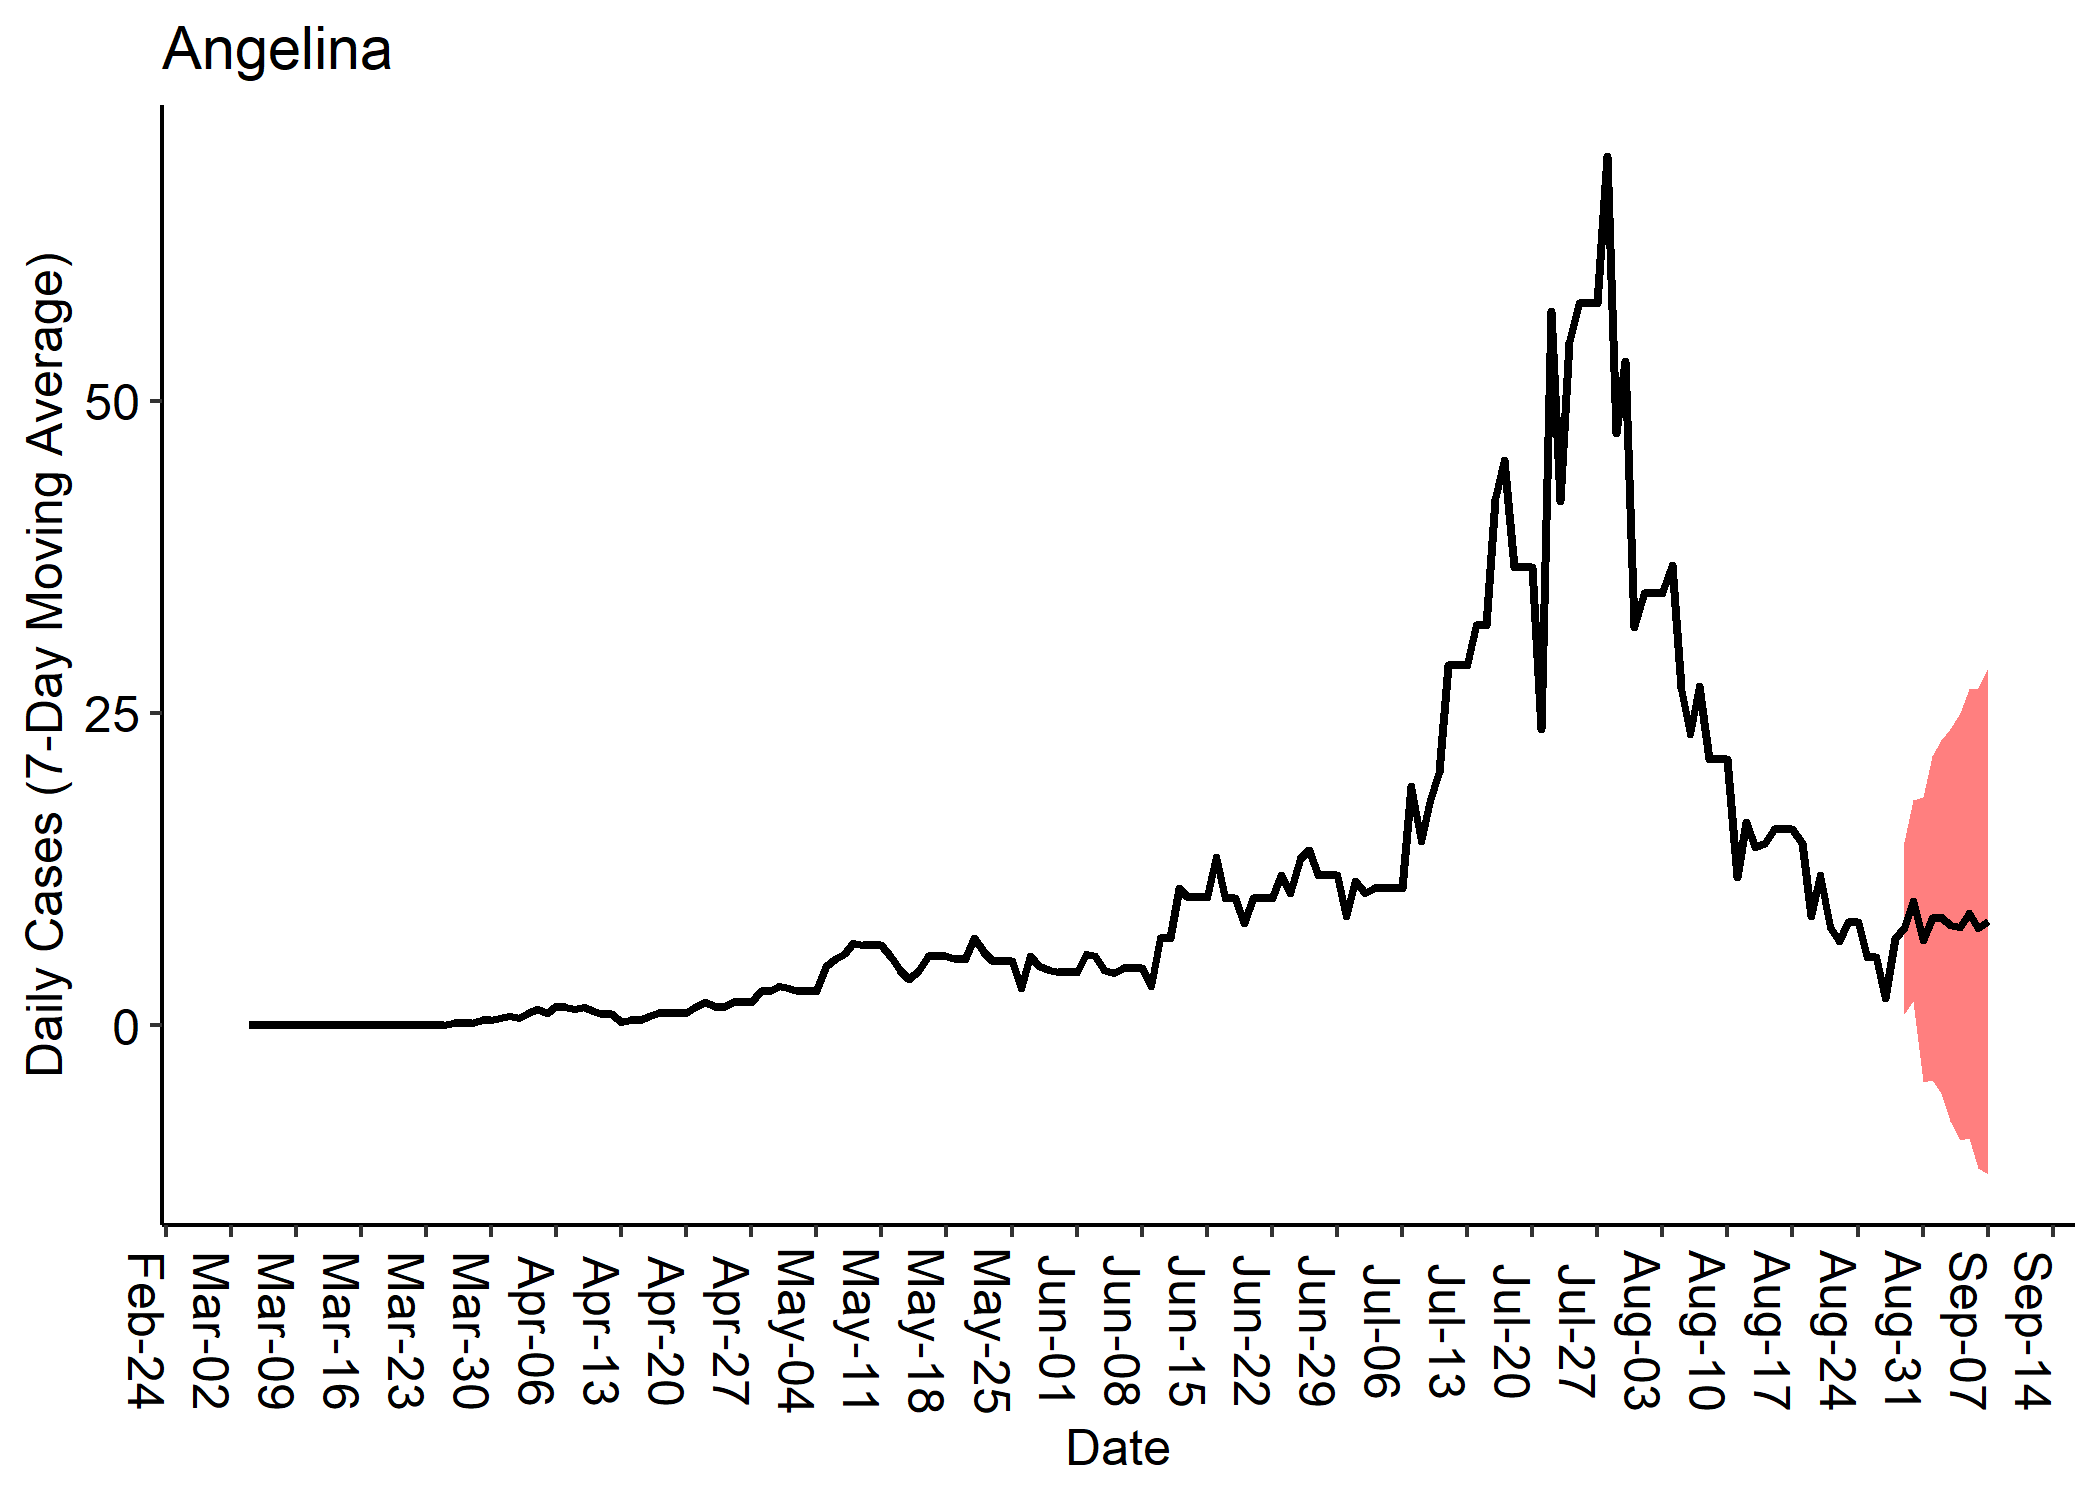 Angelina
Daily Cases (7-Day Moving Average)
50
25
0
Feb-24
Mar-02
Mar-09
Mar-16
Mar-23
Mar-30
Apr-06
Apr-13
Apr-20
Apr-27
May-04
May-11
May-18
May-25
Jun-01
Jun-08
Jun-15
Jun-22
Jun-29
Jul-06
Jul-13
Jul-20
Jul-27
Aug-03
Aug-10
Aug-17
Aug-24
Aug-31
Sep-07
Sep-14
Date